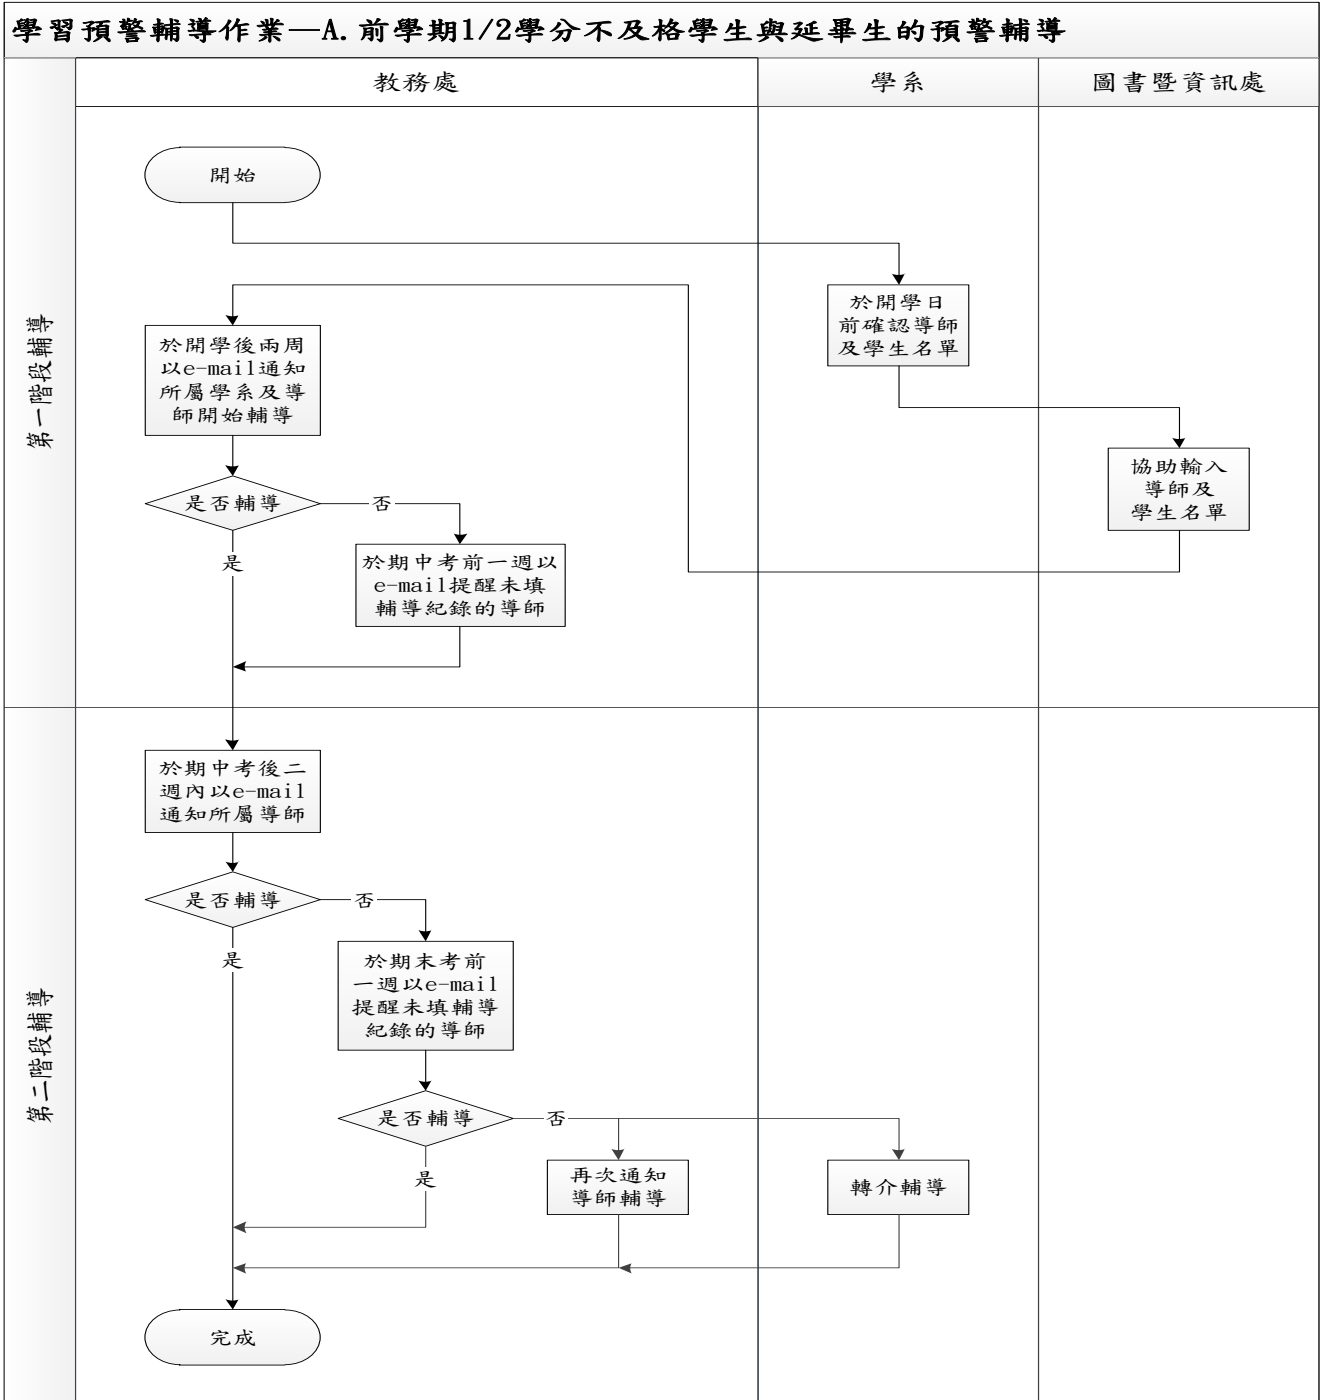 學習預警輔導作業—A.前學期1/2學分不及格學生與延畢生的預警輔導
教務處
學系
圖書暨資訊處
第一階段輔導
開始
於開學日
前確認導師
及學生名單
協助輸入
導師及
學生名單
於開學後兩周
以e-mail通知
所屬學系及導
師開始輔導
是否輔導
否
是
於期中考前一週以
e-mail提醒未填
輔導紀錄的導師
第二階段輔導
於期中考後二
週內以e-mail
通知所屬導師
是否輔導
否
是
於期末考前
一週以e-mail
提醒未填輔導
紀錄的導師
是否輔導
否
是
再次通知
導師輔導
轉介輔導
完成